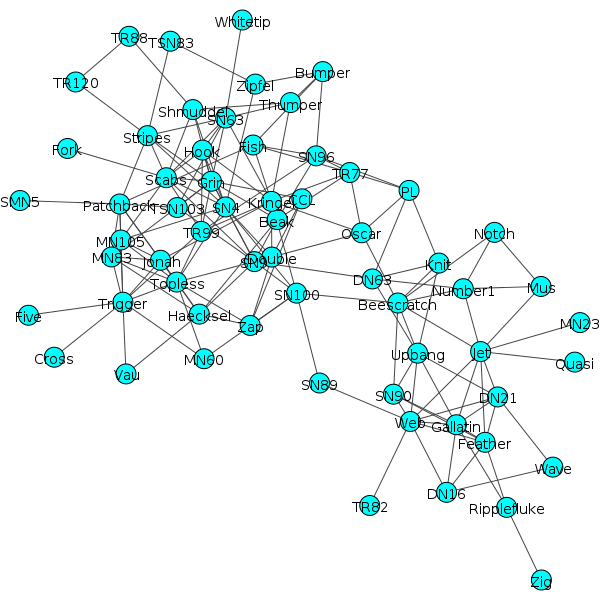 Whitetip
TR88
TSN83
Bumper
TR120
Zipfel
Thumper
Shmuddel
SN63
Stripes
Fork
Hook
Fish
SN96
TR77
Scabs
Grin
PL
SMN5
Patchback
TSN103
SN4
Kringel
CCL
Beak
MN105
TR99
Oscar
Notch
MN83
Jonah
SN9
Double
Knit
DN63
Topless
Number1
Mus
Trigger
SN100
Beescratch
Five
Haecksel
Zap
MN23
Cross
MN60
Upbang
Jet
Quasi
Vau
SN89
SN90
DN21
Web
Gallatin
Feather
Wave
DN16
TR82
Ripplefluke
Zig